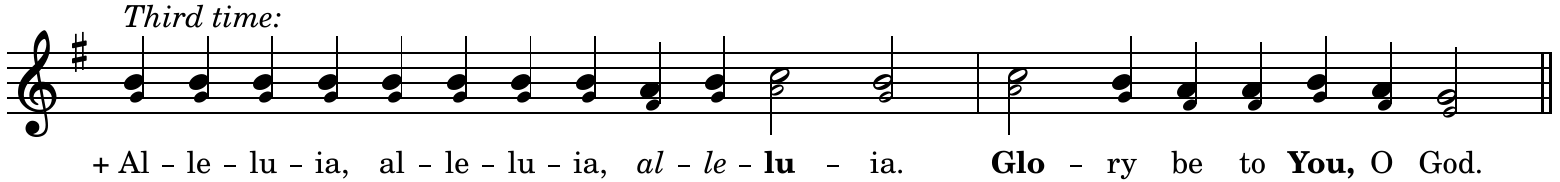 Third time:
+ Al – le – lu – ia, al – le – lu – ia, al – le – lu – ia. Glo – ry be to You, O God.